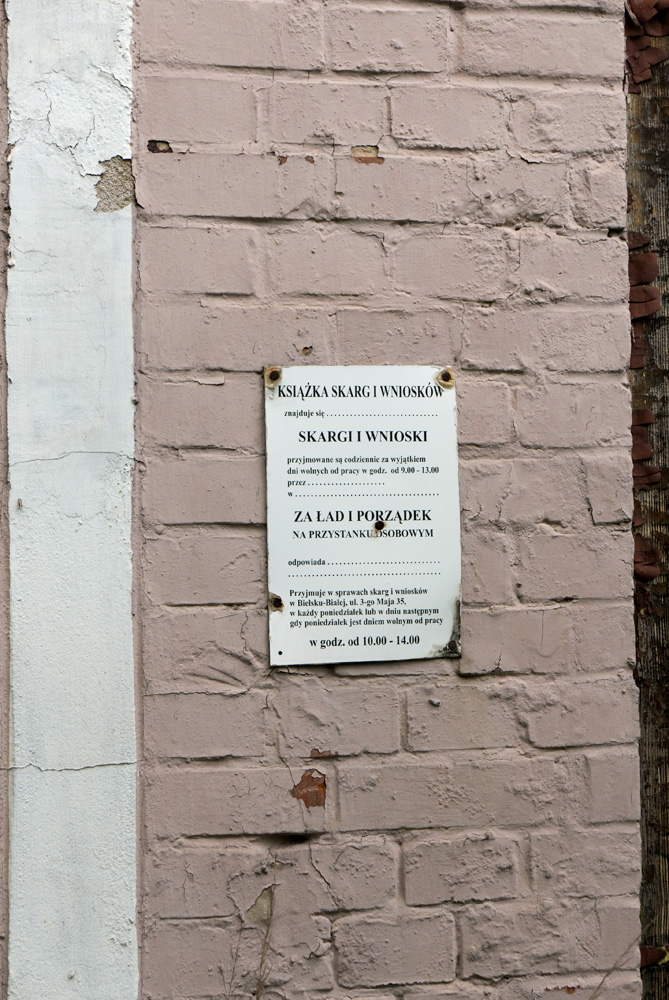 KSIĄŻKA SKARG I WNIOSKÓW
znajduje się ..............................
SKARGI I WNIOSKI
przyjmowane są codziennie za wyjątkiem
dni wolnych od pracy w godz. od 9.00 - 13.00
przez .....................
w .......................................
ZA ŁAD I PORZĄDEK
NA PRZYSTANKU OSOBOWYM
odpowiada ..............................
.........................................
Przyjmuje w sprawach skarg i wniosków
w Bielsku-Białej, ul. 3-go Maja 35,
w każdy poniedziałek lub w dniu następnym
gdy poniedziałek jest dniem wolnym od pracy
w godz. od 10.00 - 14.00